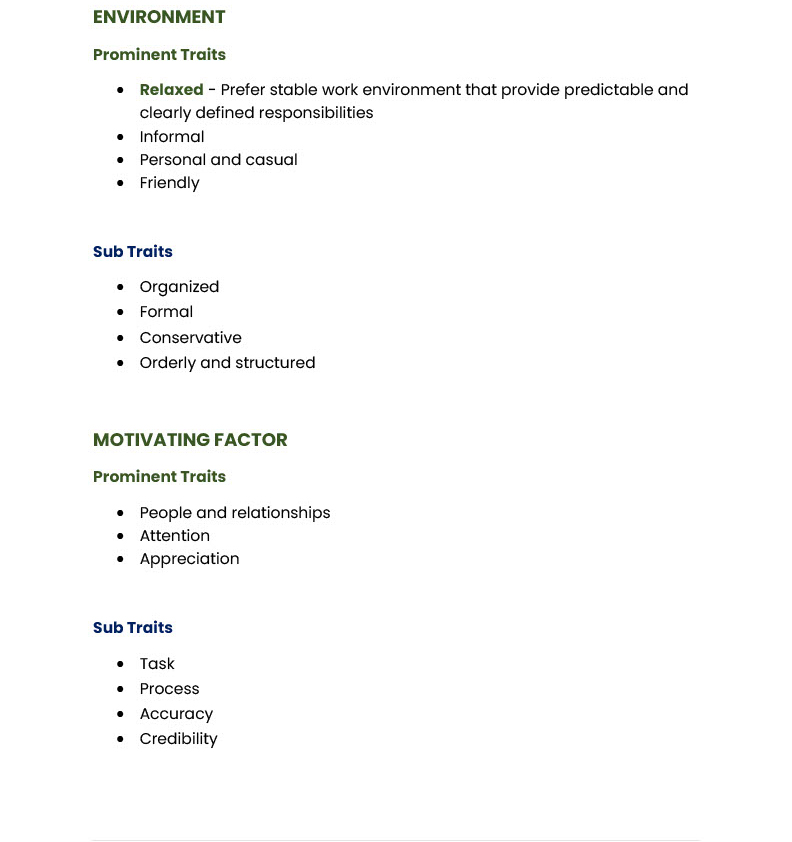 ENVIRONMENT
Prominent Traits
• Relaxed - Prefer stable work environment that provide predictable and
clearly defined responsibilities
• Informal
• Personal and casual
• Friendly
Sub Traits
• Organized
• Formal
• Conservative
• Orderly and structured
MOTIVATING FACTOR
Prominent Traits
• People and relationships
• Attention
• Appreciation
Sub Traits
• Task
• Process
• Accuracy
• Credibility